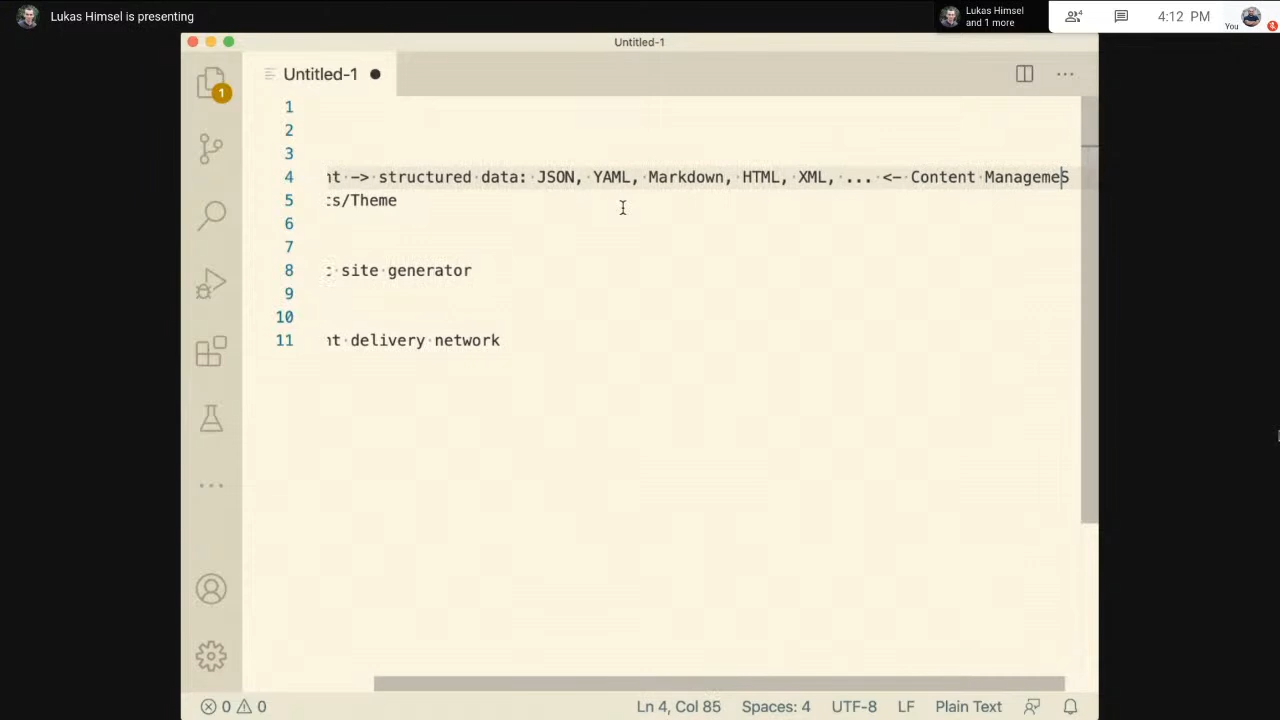 Lukas Himsel is presenting
Lukas Himsel
and 1 more
4
4:12 PM
You
Untitled-1
Untitled-1
1
1
2
3
4 nt -> structured data: JSON, YAML, Markdown, HTML, XML, ... <- Content ManagemeS
5 ts/Theme
6
7
8 c site generator
9
10
11 nt delivery network
0 0
Ln 4, Col 85
Spaces: 4
UTF-8
LF
Plain Text